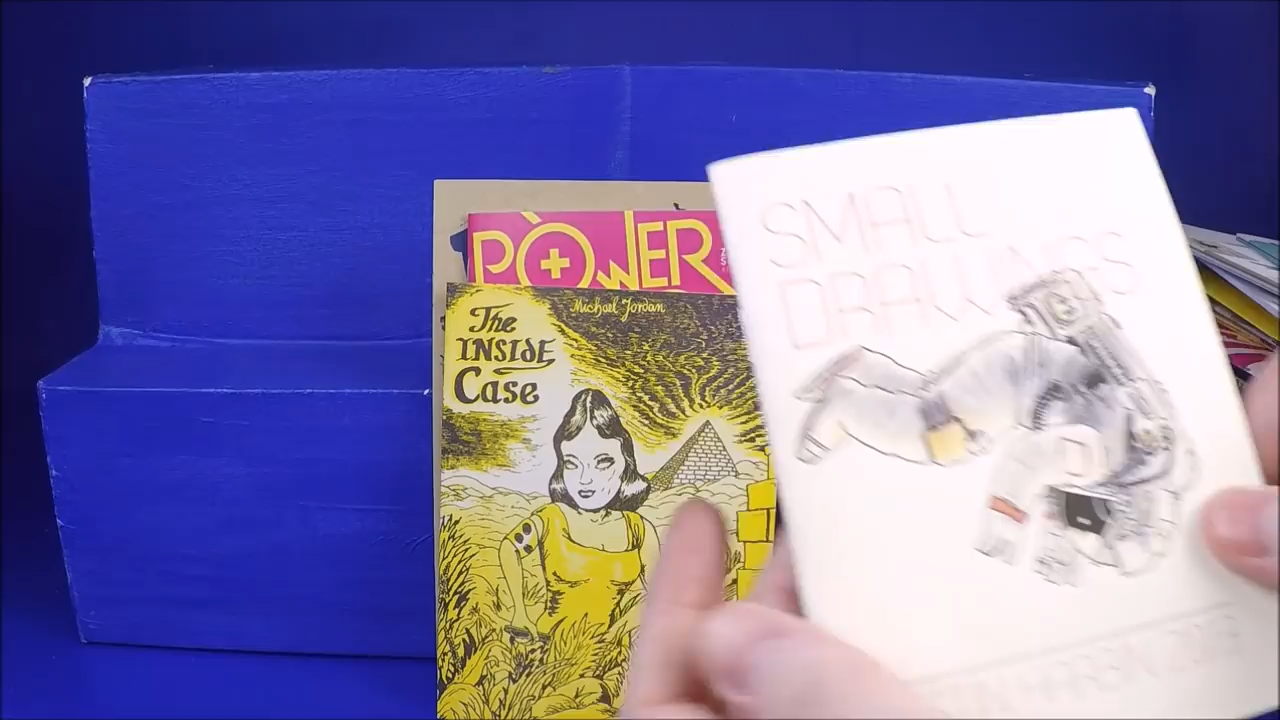 POWER
Michael Jordan
The
INSIDE
Case
SMALL
DRAWINGS